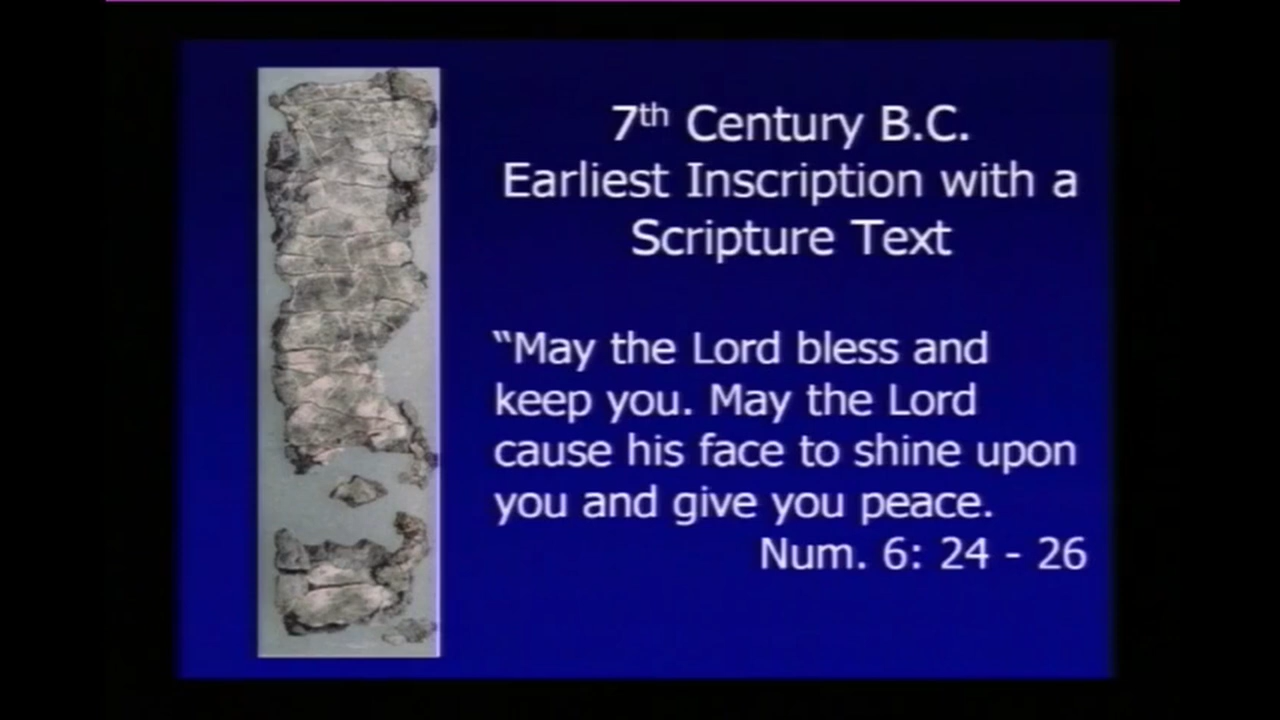 7th Century B.C.
Earliest Inscription with a
Scripture Text
“May the Lord bless and
keep you. May the Lord
cause his face to shine upon
you and give you peace.
Num. 6: 24 - 26